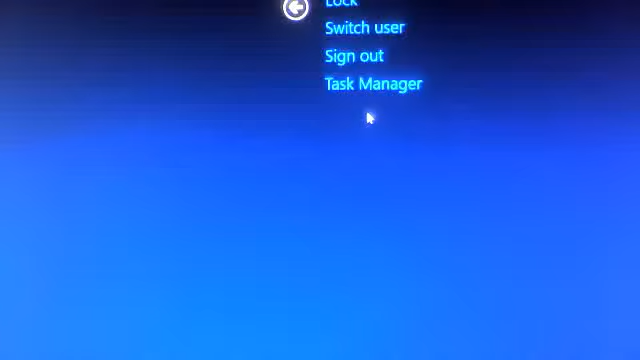 Lock
Switch user
Sign out
Task Manager